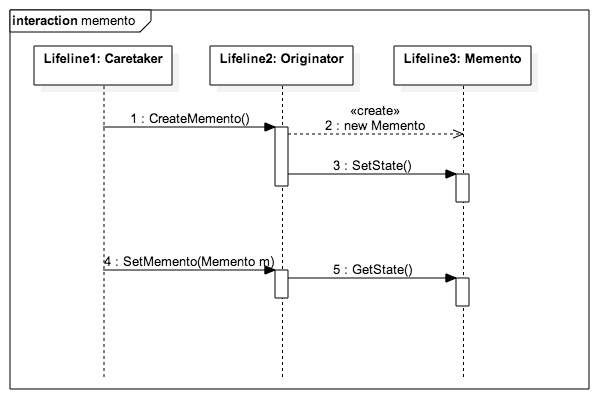 interaction memento
Lifeline1: Caretaker
Lifeline2: Originator
Lifeline3: Memento
1 : CreateMemento()
«create»
2 : new Memento
3 : SetState()
4 : SetMemento(Memento m)
5 : GetState()